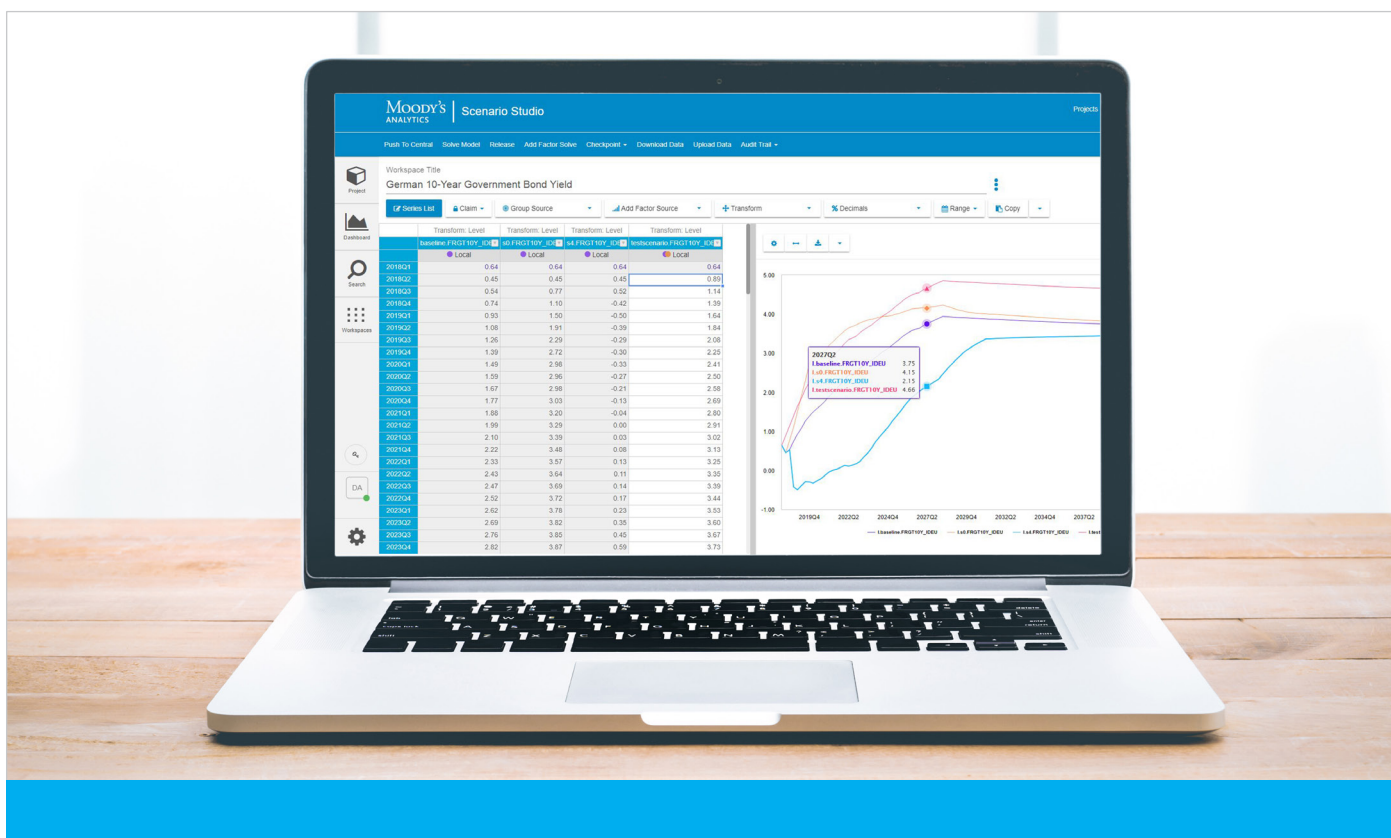 MOODY'S ANALYTICS Scenario Studio Projects
Push To Central Solve Model Release Add Factor Solve Checkpoint Download Data Upload Data Audit Trail
Workspace Title
German 10-Year Government Bond Yield
Series List Claim Group Source Add Factor Source Transform % Decimals Range Copy
Project
Dashboard
Search
Workspaces
DA
Transform: Level Transform: Level Transform: Level Transform: Level
baseline.FRGT10Y_IDE s0.FRGT10Y_IDE s4.FRGT10Y_IDE testscenario.FRGT10Y_IDE
Local Local Local Local
2018Q1 0.64 0.64 0.64 0.64
2018Q2 0.45 0.45 0.45 0.89
2018Q3 0.54 0.77 0.52 1.14
2018Q4 0.74 1.10 -0.42 1.39
2019Q1 0.93 1.50 -0.50 1.64
2019Q2 1.08 1.91 -0.39 1.84
2019Q3 1.26 2.29 -0.29 2.08
2019Q4 1.39 2.72 -0.30 2.25
2020Q1 1.49 2.98 -0.33 2.41
2020Q2 1.59 2.96 -0.27 2.50
2020Q3 1.67 2.98 -0.21 2.58
2020Q4 1.77 3.03 -0.13 2.69
2021Q1 1.88 3.20 -0.04 2.80
2021Q2 1.99 3.29 0.00 2.91
2021Q3 2.10 3.39 0.03 3.02
2021Q4 2.22 3.48 0.08 3.13
2022Q1 2.33 3.57 0.13 3.25
2022Q2 2.43 3.64 0.11 3.35
2022Q3 2.47 3.69 0.14 3.39
2022Q4 2.52 3.72 0.17 3.44
2023Q1 2.62 3.78 0.23 3.53
2023Q2 2.69 3.82 0.35 3.60
2023Q3 2.76 3.85 0.45 3.67
2023Q4 2.82 3.87 0.59 3.73
5.00
4.00
3.00
2.00
1.00
0.00
-1.00
2027Q2
l.baseline.FRGT10Y_IDEU 3.75
l.s0.FRGT10Y_IDEU 4.15
l.s4.FRGT10Y_IDEU 2.15
l.testscenario.FRGT10Y_IDEU 4.66
2019Q4 2022Q2 2024Q4 2027Q2 2029Q4 2032Q2 2034Q4 2037Q2
l.baseline.FRGT10Y_IDEU l.s0.FRGT10Y_IDEU l.s4.FRGT10Y_IDEU l.test
delete
Q W E R T Y U
enter
return
A S D F
shift Z X C V B N M shift